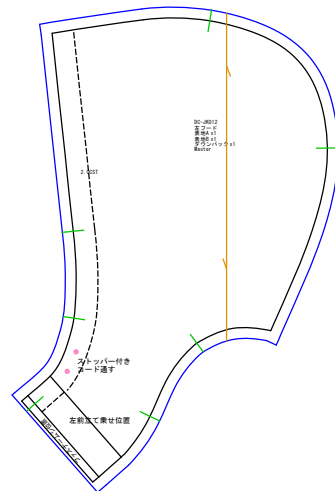 DC-JK012
左フード
表地A x1
裏地B x1
ダウンパック x1
Master
2.0SST
ストッパー付き
コード通す
左前立て乗せ位置